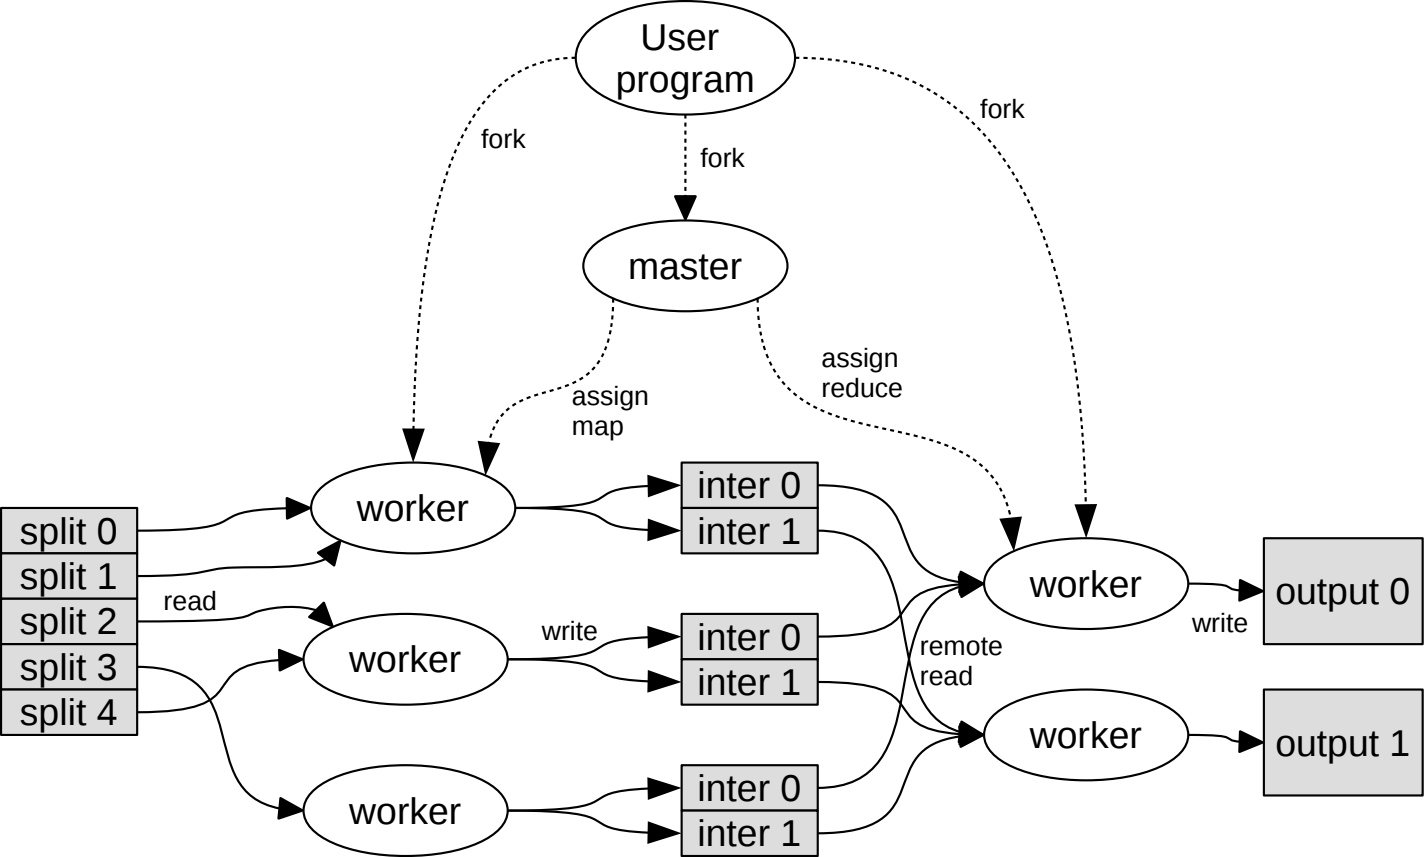 User
program
fork
fork
fork
master
assign
map
assign
reduce
split 0
split 1
split 2
split 3
split 4
read
worker
worker
worker
write
inter 0
inter 1
inter 0
inter 1
inter 0
inter 1
remote
read
worker
worker
write
output 0
output 1